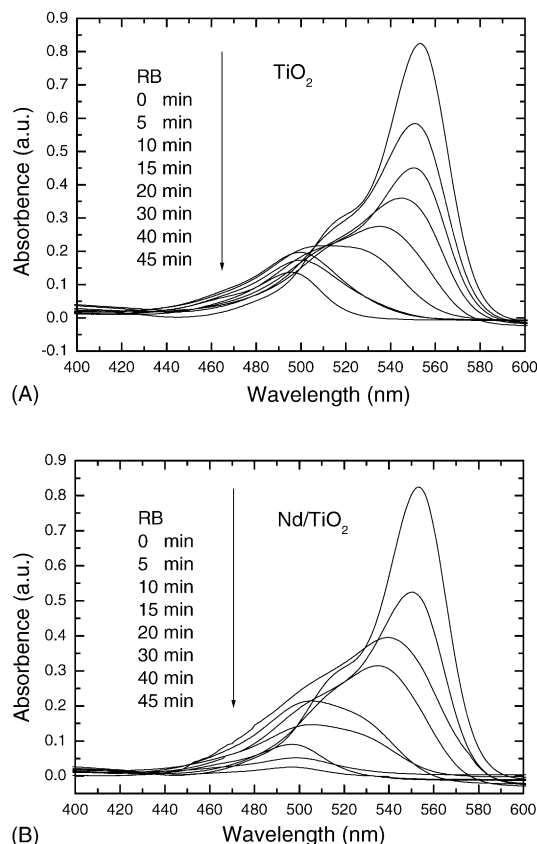 0.9
0.8
0.7
0.6
0.5
0.4
0.3
0.2
0.1
0.0
-0.1
Absorbence (a.u.)
RB
0 min
5 min
10 min
15 min
20 min
30 min
40 min
45 min
TiO2
400 420 440 460 480 500 520 540 560 580 600
(A)
Wavelength (nm)
0.9
0.8
0.7
0.6
0.5
0.4
0.3
0.2
0.1
0.0
Absorbence (a.u.)
RB
0 min
5 min
10 min
15 min
20 min
30 min
40 min
45 min
Nd/TiO2
400 420 440 460 480 500 520 540 560 580 600
(B)
Wavelength (nm)